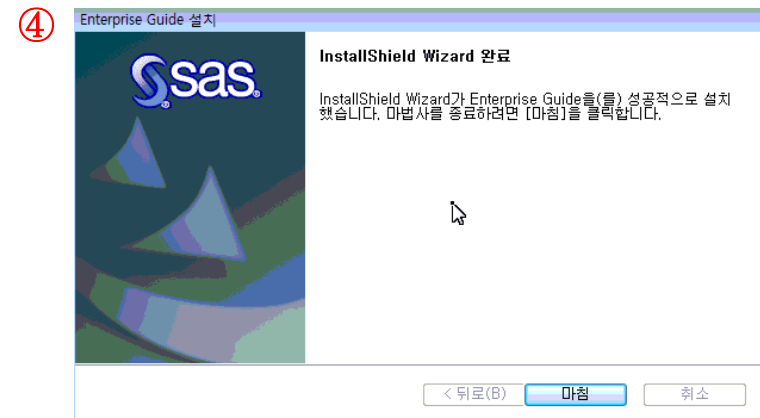 ④
Enterprise Guide 설치
sas
InstallShield Wizard 완료
InstallShield Wizard가 Enterprise Guide을(를) 성공적으로 설치
했습니다. 마법사를 종료하려면 [마침]을 클릭합니다.
< 뒤로(B) 마침 취소